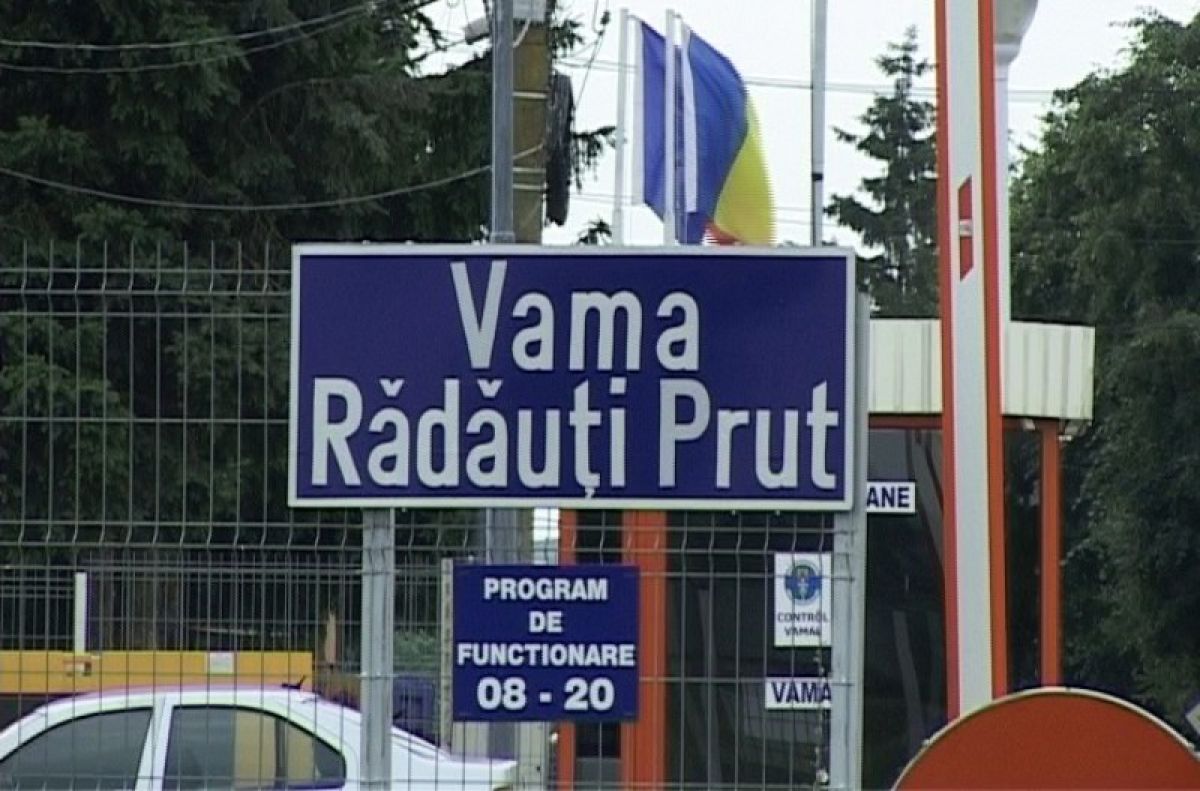 Vama
Rădăuţi Prut
ANE
PROGRAM
DE
FUNCTIONARE
08 - 20
CONTROL
VAMAL
VAMA